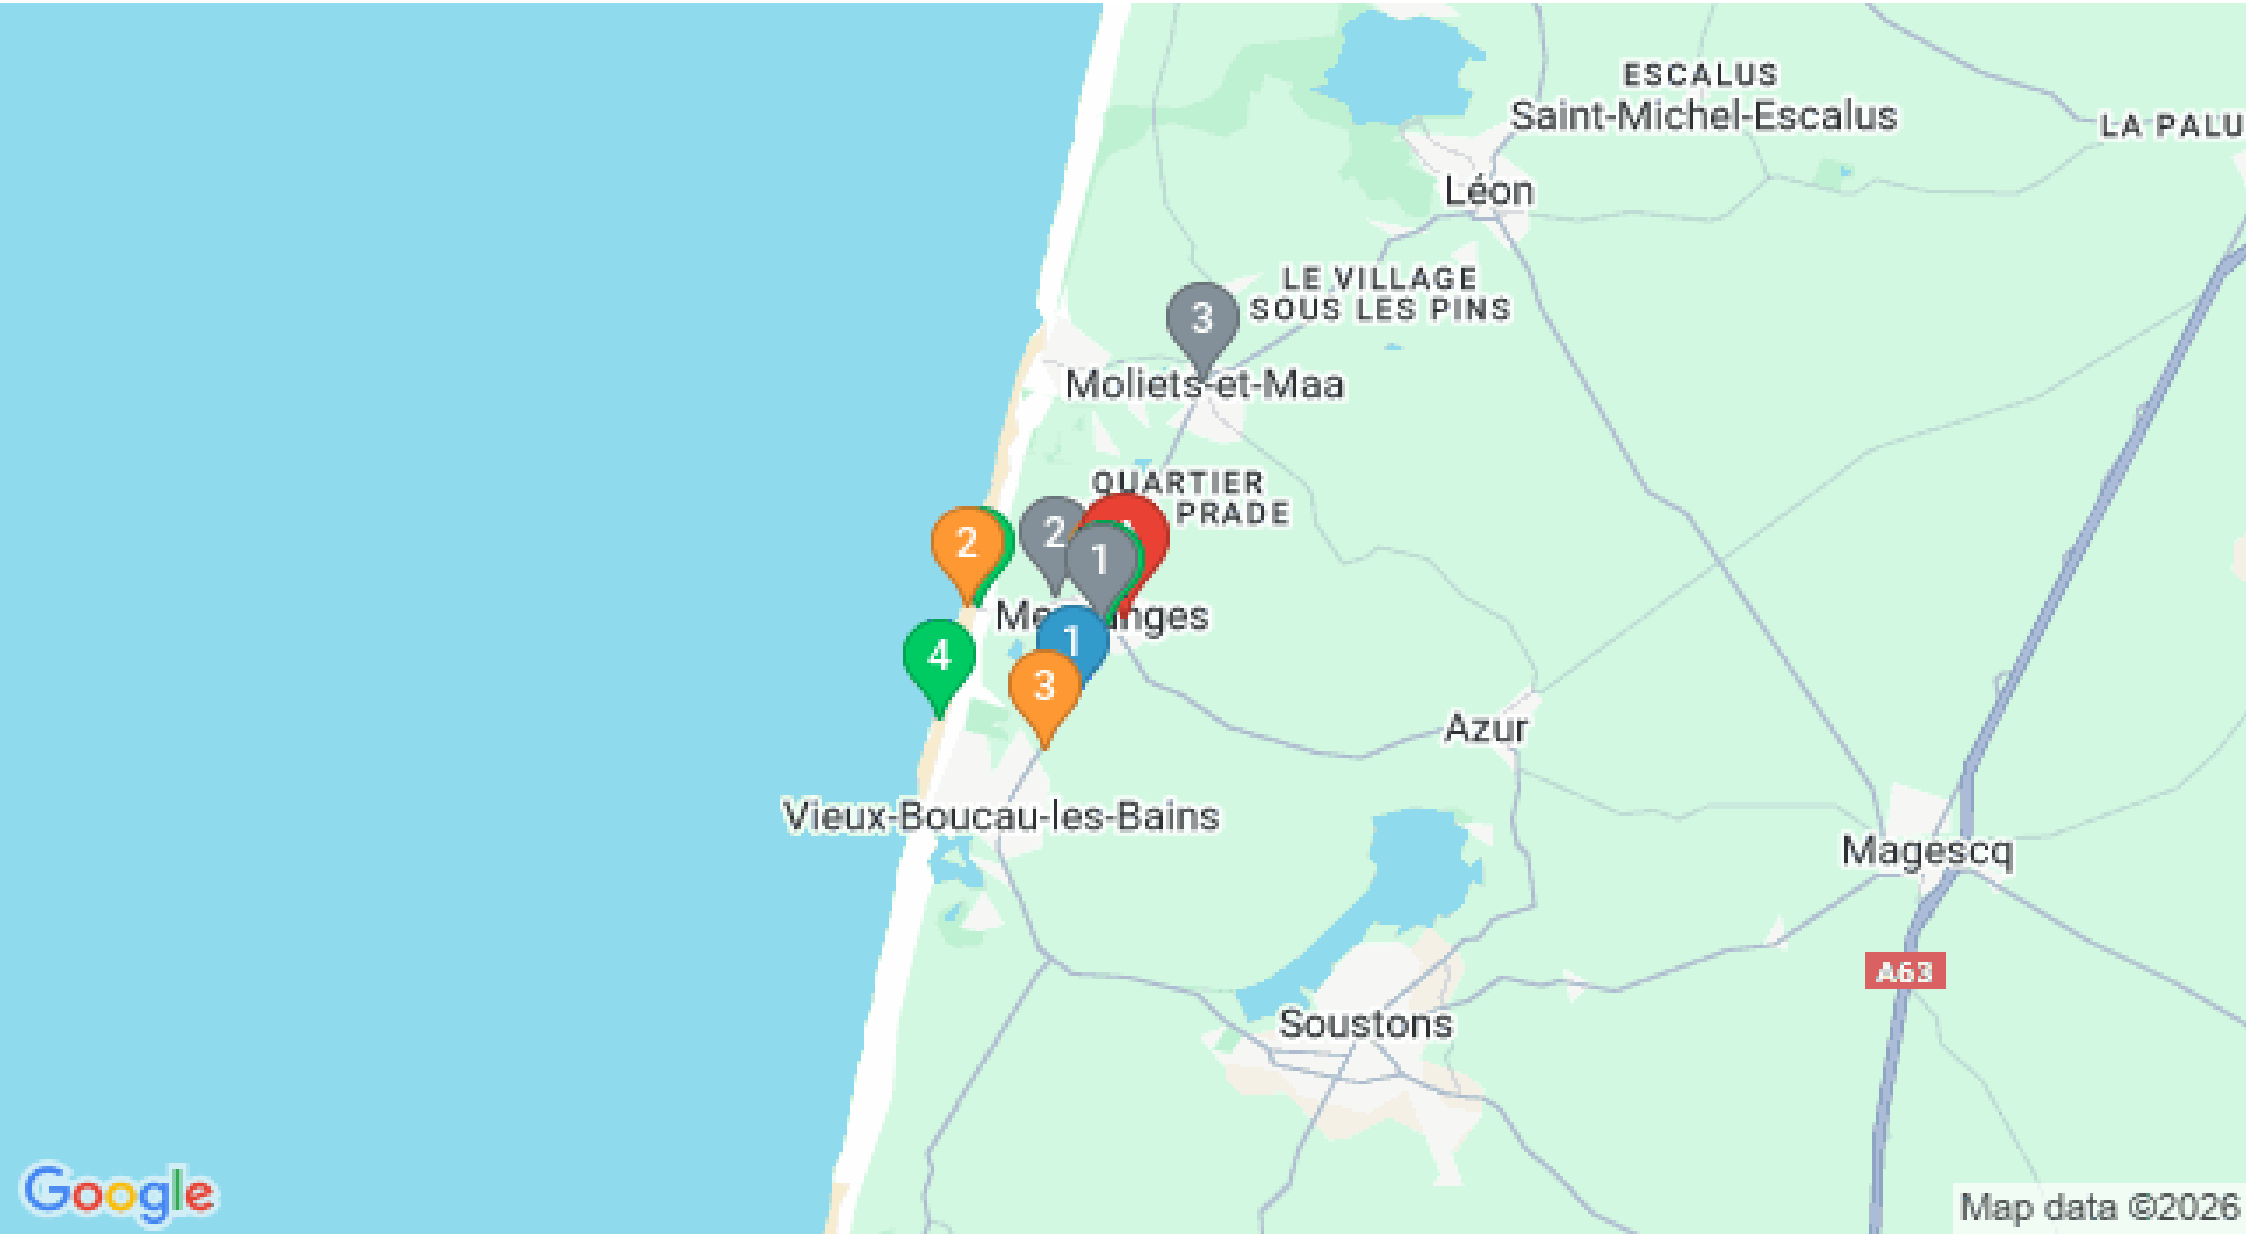 ESCALUS
Saint-Michel-Escalus
LA PALU
Léon
LE VILLAGE
SOUS LES PINS
3
Moliets-et-Maa
QUARTIER
PRADE
2
2
1
1
4
3
Azur
Vieux-Boucau-les-Bains
Magescq
A63
Soustons
Google
Map data ©2026